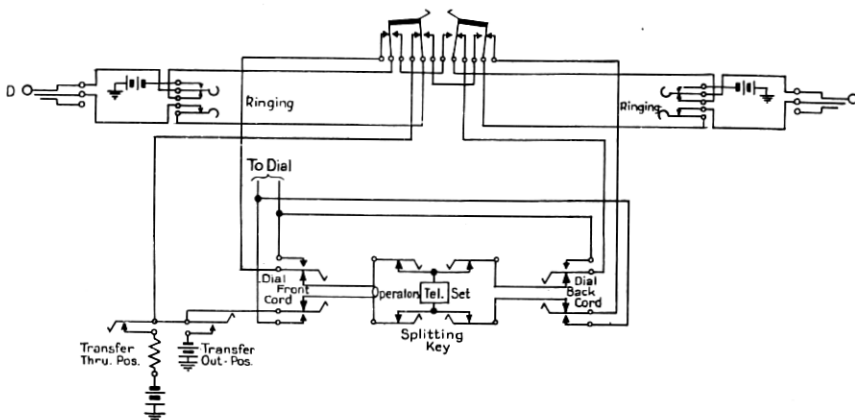 D
Ringing
Ringing
To Dial
Dial
Front
Cord
Operators Tel. Set
Splitting
Key
Dial
Back
Cord
Transfer
Thru. Pos.
Transfer
Out-Pos.